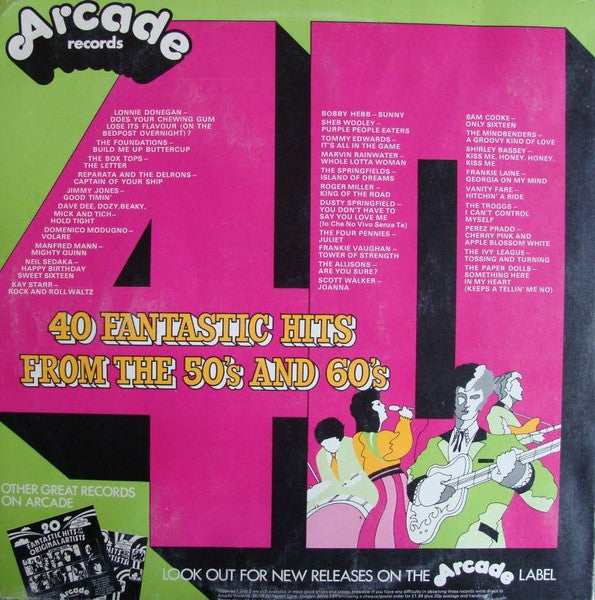 Arcade
records
40
LONNIE DONEGAN –
DOES YOUR CHEWING GUM
LOSE ITS FLAVOUR (ON THE
BEDPOST OVERNIGHT) ?
THE FOUNDATIONS –
BUILD ME UP BUTTERCUP
THE BOX TOPS –
THE LETTER
REPARATA AND THE DELRONS –
CAPTAIN OF YOUR SHIP
JIMMY JONES –
GOOD TIMIN'
DAVE DEE, DOZY, BEAKY,
MICK AND TICH –
HOLD TIGHT
DOMENICO MODUGNO –
VOLARE
MANFRED MANN –
MIGHTY QUINN
NEIL SEDAKA –
HAPPY BIRTHDAY
SWEET SIXTEEN
KAY STARR –
ROCK AND ROLL WALTZ
BOBBY HEBB – SUNNY
SHEB WOOLEY –
PURPLE PEOPLE EATERS
TOMMY EDWARDS –
IT'S ALL IN THE GAME
MARVIN RAINWATER –
WHOLE LOTTA WOMAN
THE SPRINGFIELDS –
ISLAND OF DREAMS
ROGER MILLER –
KING OF THE ROAD
DUSTY SPRINGFIELD –
YOU DON'T HAVE TO
SAY YOU LOVE ME
(Io Che No Vivo Senza Te)
THE FOUR PENNIES –
JULIET
FRANKIE VAUGHAN –
TOWER OF STRENGTH
THE ALLISONS –
ARE YOU SURE?
SCOTT WALKER –
JOANNA
SAM COOKE –
ONLY SIXTEEN
THE MINDBENDERS –
A GROOVY KIND OF LOVE
SHIRLEY BASSEY –
KISS ME, HONEY, HONEY,
KISS ME
FRANKIE LAINE –
GEORGIA ON MY MIND
VANITY FARE –
HITCHIN' A RIDE
THE TROGGS –
I CAN'T CONTROL
MYSELF
PEREZ PRADO –
CHERRY PINK AND
APPLE BLOSSOM WHITE
THE IVY LEAGUE –
TOSSING AND TURNING
THE PAPER DOLLS –
SOMETHING HERE
IN MY HEART
(KEEPS A TELLIN' ME NO)
40 FANTASTIC HITS
FROM THE 50's AND 60's
OTHER GREAT RECORDS
ON ARCADE
20
FANTASTIC HITS
ORIGINAL ARTISTS
LOOK OUT FOR NEW RELEASES ON THE Arcade LABEL